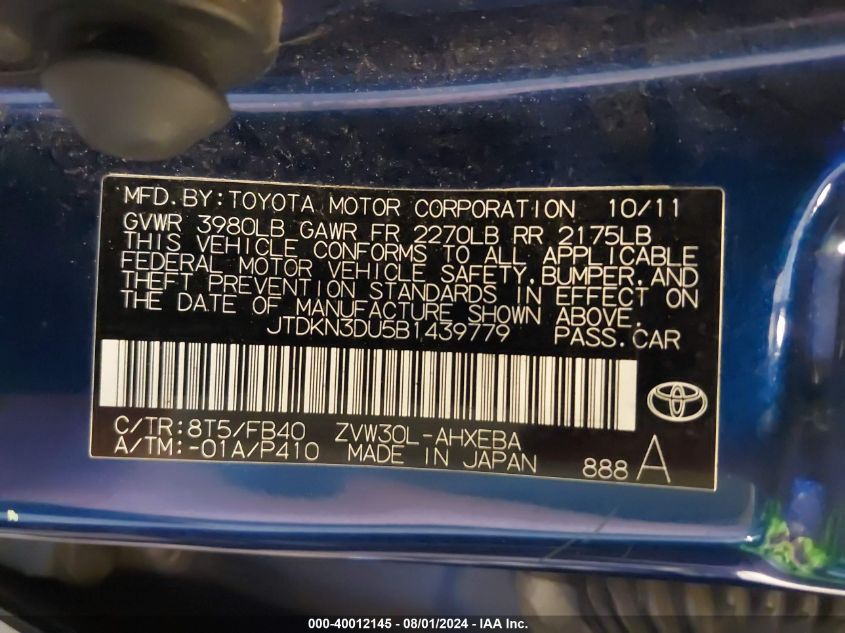 MFD.BY:TOYOTA MOTOR CORPORATION 10/11
GVWR 3980LB GAWR FR 2270LB RR 2175LB
THIS VEHICLE CONFORMS TO ALL APPLICABLE
FEDERAL MOTOR VEHICLE SAFETY,BUMPER,AND
THEFT PREVENTION STANDARDS IN EFFECT ON
THE DATE OF MANUFACTURE SHOWN ABOVE.
JTDKN3DU5B1439779 PASS.CAR
C/TR:8T5/FB40 ZVW30L-AHXEBA
A/TM:-01A/P410 MADE IN JAPAN 888 A
000-40012145 - 08/01/2024 - IAA Inc.